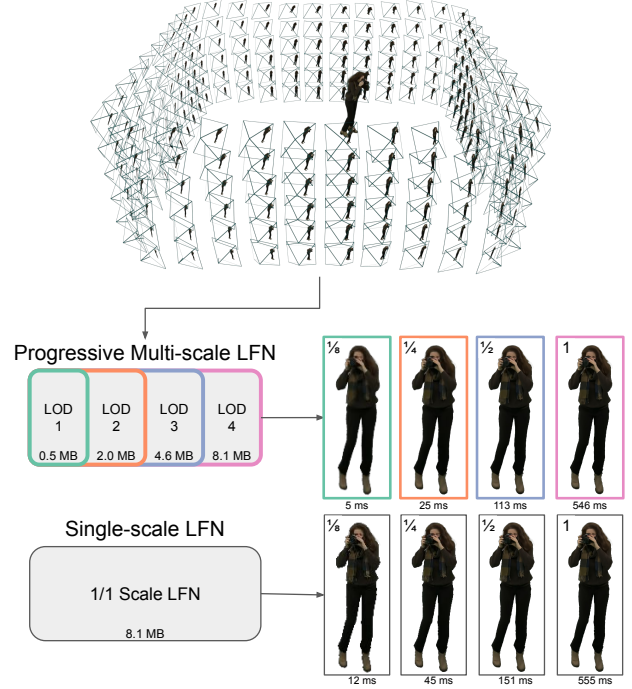 Progressive Multi-scale LFN
LOD 1
0.5 MB
LOD 2
2.0 MB
LOD 3
4.6 MB
LOD 4
8.1 MB
⅛
¼
½
1
5 ms
25 ms
113 ms
546 ms
Single-scale LFN
1/1 Scale LFN
8.1 MB
⅛
¼
½
1
12 ms
45 ms
151 ms
555 ms